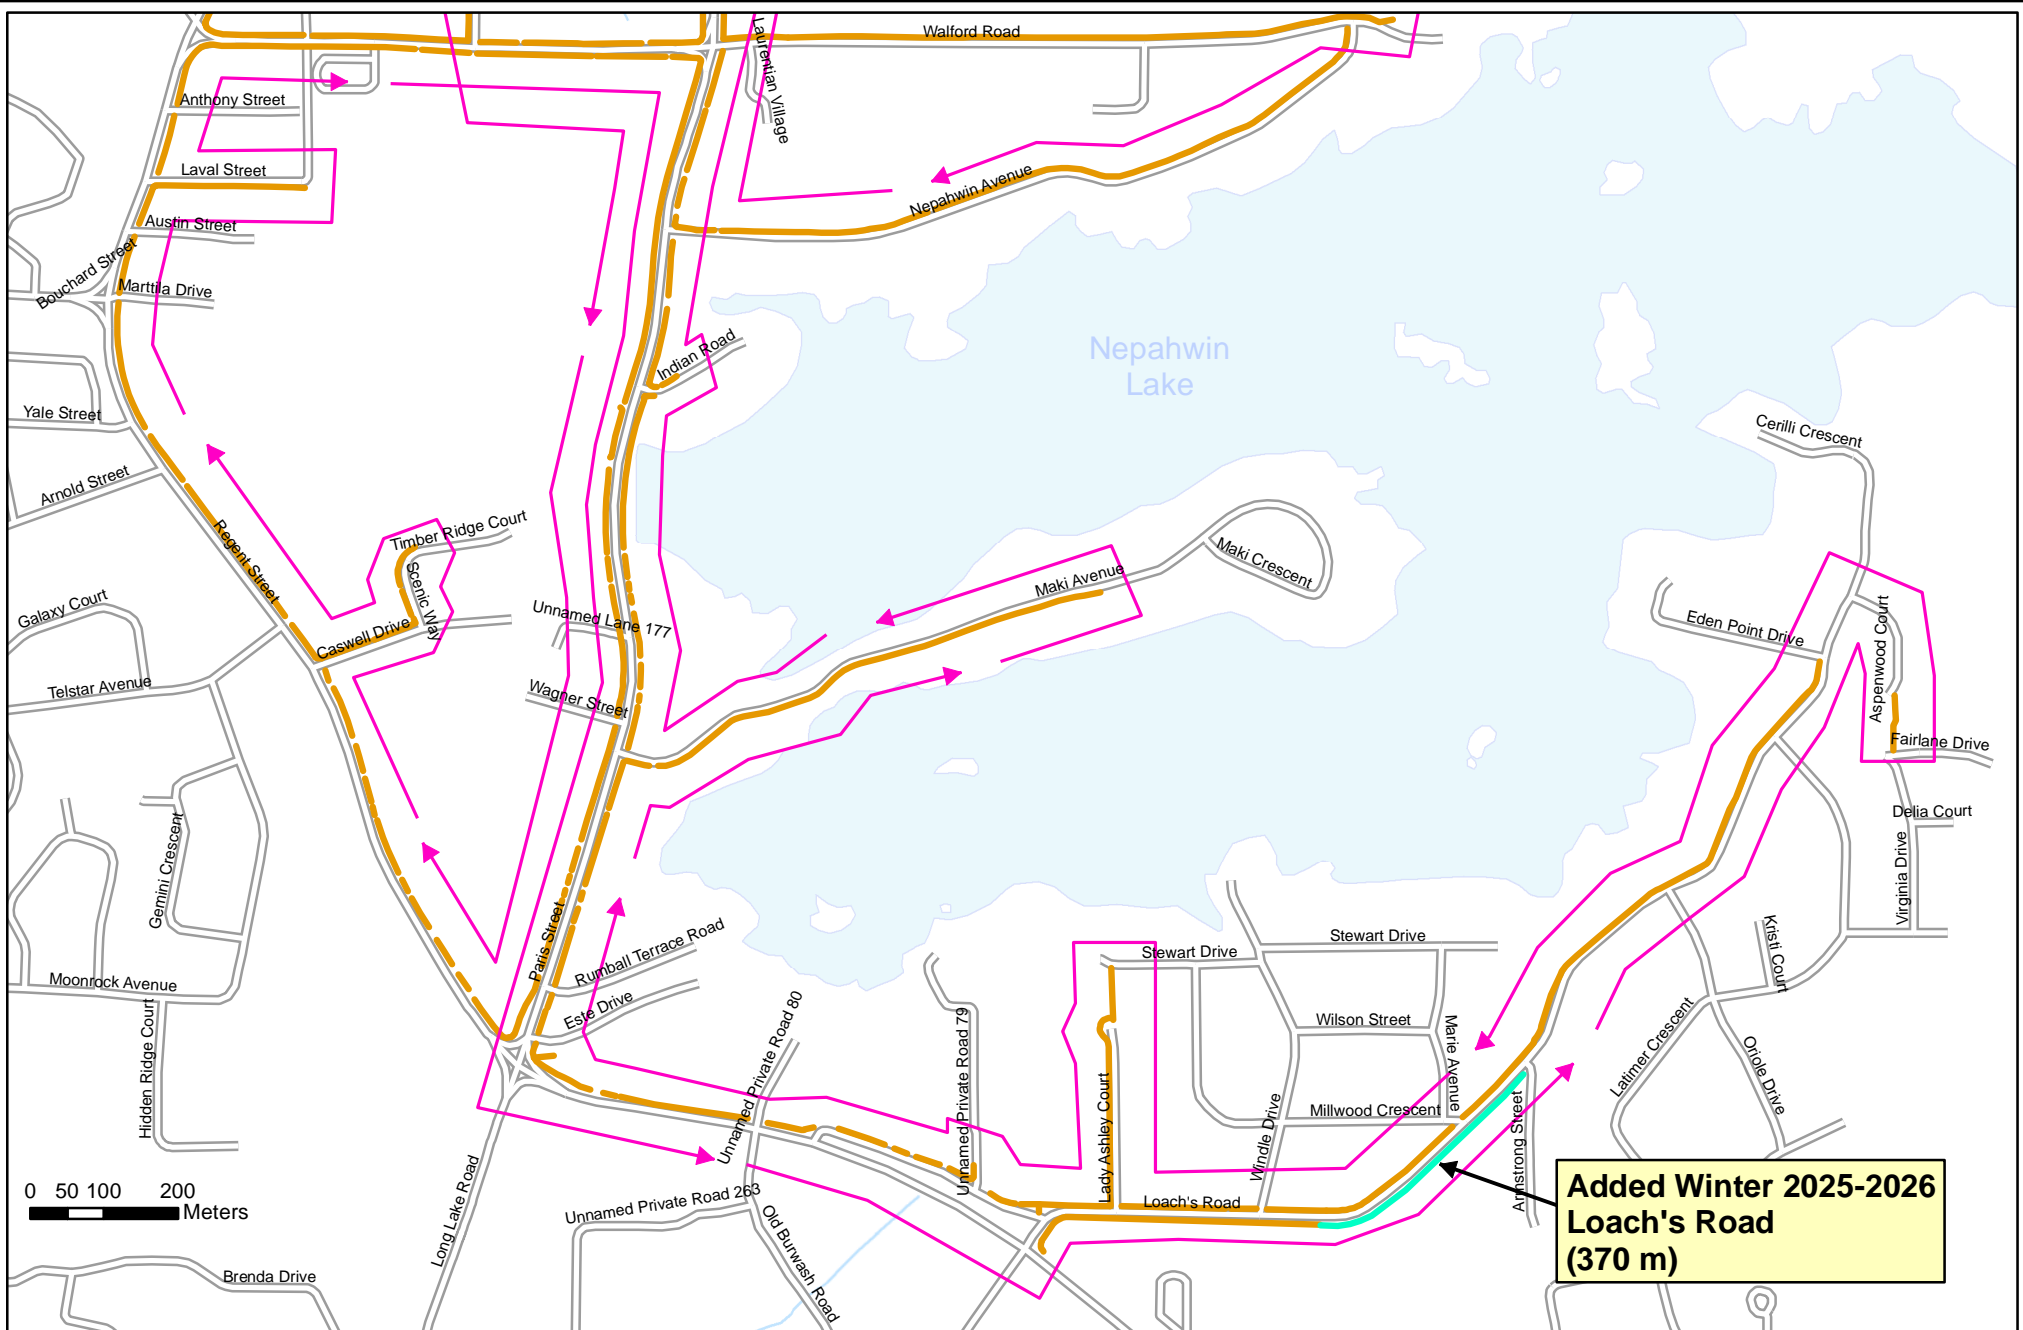 Walford Road
Laurentian Village
Anthony Street
Laval Street
Nepahwin Avenue
Austin Street
Bouchard Street
Marttila Drive
Indian Road
Nepahwin
Lake
Yale Street
Cerilli Crescent
Arnold Street
Timber Ridge Court
Regent Street
Scenic Way
Maki Crescent
Maki Avenue
Galaxy Court
Unnamed Lane 177
Caswell Drive
Eden Point Drive
Aspenwood Court
Telstar Avenue
Wagner Street
Fairlane Drive
Delia Court
Gemini Crescent
Virginia Drive
Paris Street
Rumball Terrace Road
Stewart Drive
Stewart Drive
Kristi Court
Moonrock Avenue
Este Drive
Hidden Ridge Court
Unnamed Private Road 80
Unnamed Private Road 79
Wilson Street
Marie Avenue
Latimer Crescent
Oriole Drive
Lady Ashley Court
Windle Drive
Millwood Crescent
Armstrong Street
Loach's Road
Added Winter 2025-2026
Loach's Road
(370 m)
0 50 100 200
Meters
Long Lake Road
Unnamed Private Road 263
Old Burwash Road
Brenda Drive